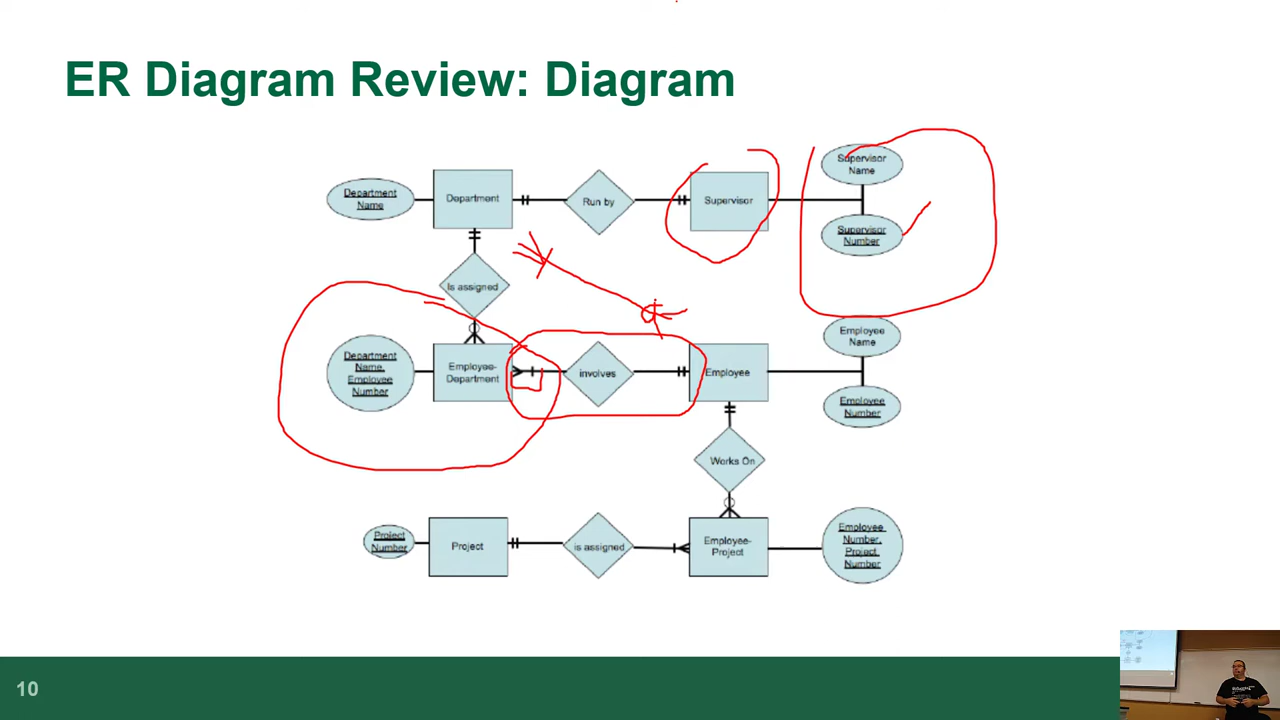 ER Diagram Review: Diagram
Department
Name
Department
Run by
Supervisor
Supervisor
Name
Supervisor
Number
Is assigned
Department
Name,
Employee
Number
Employee-
Department
involves
Employee
Employee
Name
Employee
Number
Works On
Project
Number
Project
is assigned
Employee-
Project
Employee
Number,
Project
Number
10